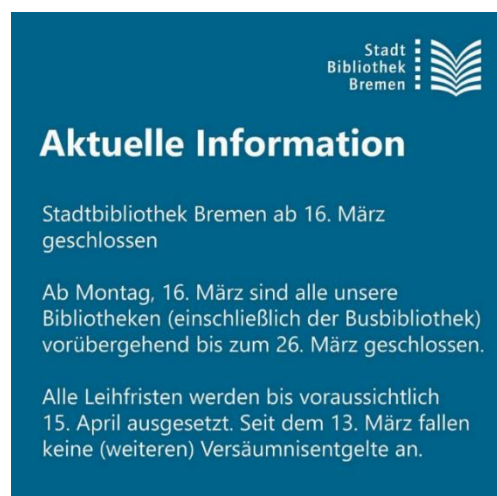 Stadt
Bibliothek
Bremen
Aktuelle Information
Stadtbibliothek Bremen ab 16. März
geschlossen
Ab Montag, 16. März sind alle unsere
Bibliotheken (einschließlich der Busbibliothek)
vorübergehend bis zum 26. März geschlossen.
Alle Leihfristen werden bis voraussichtlich
15. April ausgesetzt. Seit dem 13. März fallen
keine (weiteren) Versäumnisentgelte an.